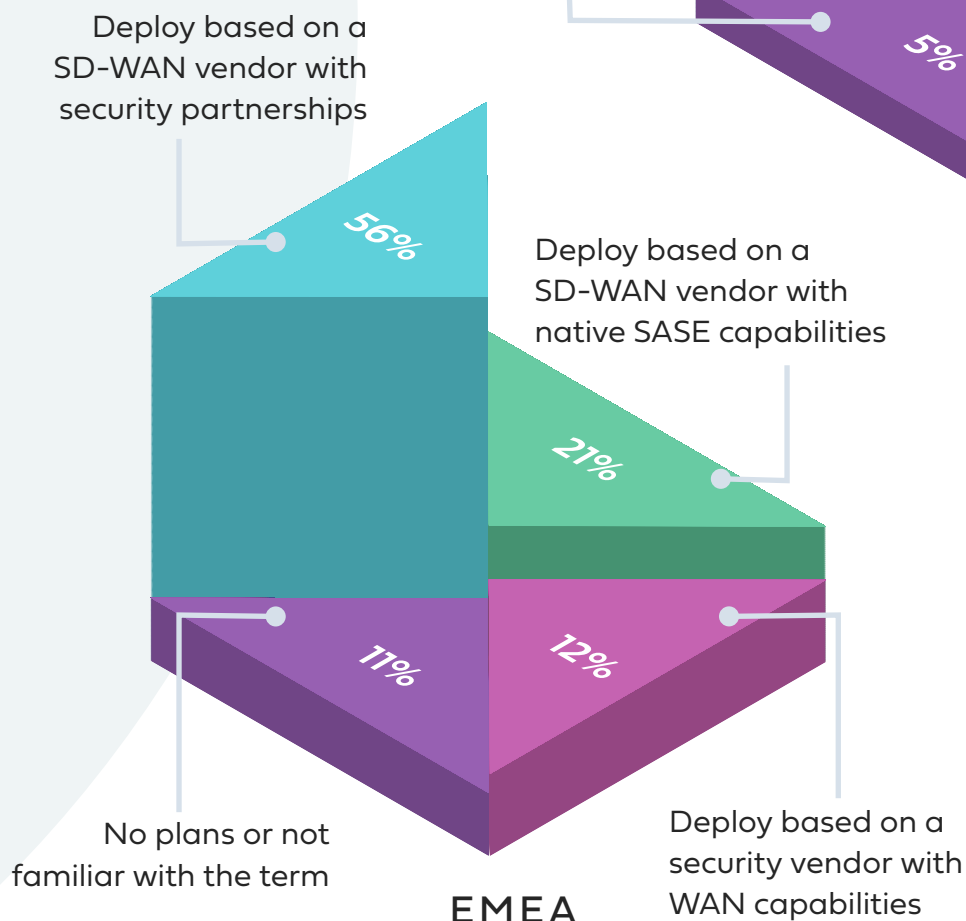 Deploy based on a
SD-WAN vendor with
security partnerships
5%
56%
Deploy based on a
SD-WAN vendor with
native SASE capabilities
21%
11%
12%
No plans or not
familiar with the term
Deploy based on a
security vendor with
WAN capabilities
EMEA